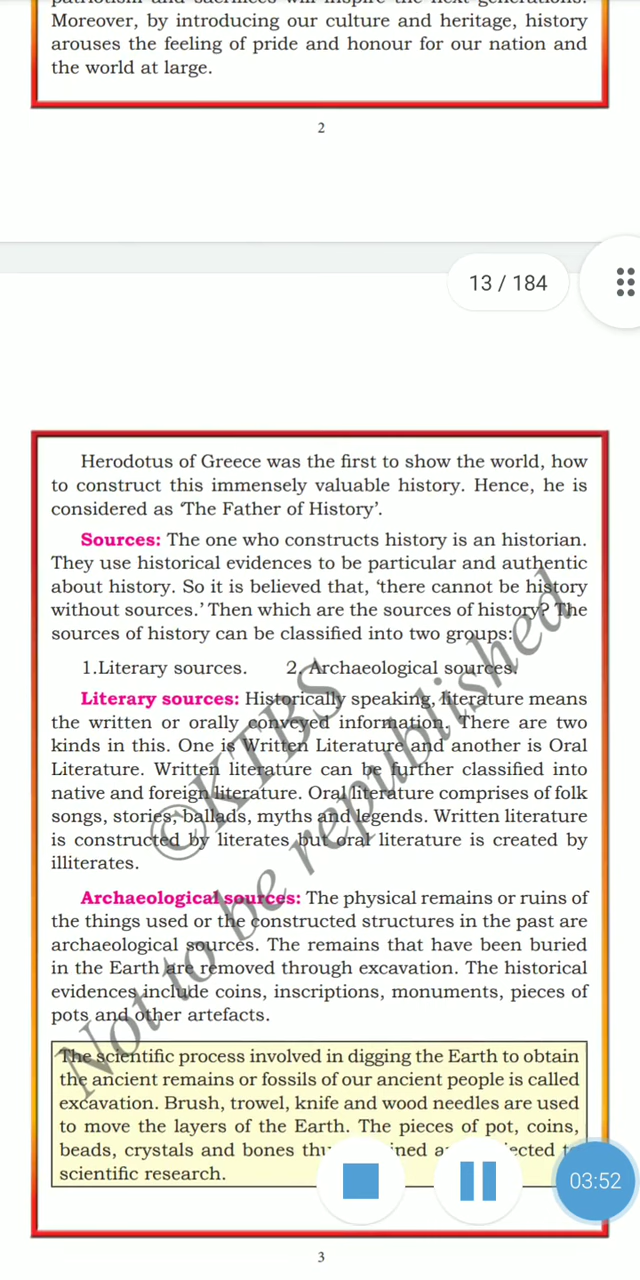 patriotism and sacrifices will inspire the next generations.
Moreover, by introducing our culture and heritage, history
arouses the feeling of pride and honour for our nation and
the world at large.
2
13 / 184
Herodotus of Greece was the first to show the world, how
to construct this immensely valuable history. Hence, he is
considered as ‘The Father of History’.
Sources: The one who constructs history is an historian.
They use historical evidences to be particular and authentic
about history. So it is believed that, ‘there cannot be history
without sources.’ Then which are the sources of history? The
sources of history can be classified into two groups:
1.Literary sources. 2. Archaeological sources.
Literary sources: Historically speaking, literature means
the written or orally conveyed information. There are two
kinds in this. One is Written Literature and another is Oral
Literature. Written literature can be further classified into
native and foreign literature. Oral literature comprises of folk
songs, stories, ballads, myths and legends. Written literature
is constructed by literates but oral literature is created by
illiterates.
Archaeological sources: The physical remains or ruins of
the things used or the constructed structures in the past are
archaeological sources. The remains that have been buried
in the Earth are removed through excavation. The historical
evidences include coins, inscriptions, monuments, pieces of
pots and other artefacts.
The scientific process involved in digging the Earth to obtain
the ancient remains or fossils of our ancient people is called
excavation. Brush, trowel, knife and wood needles are used
to move the layers of the Earth. The pieces of pot, coins,
beads, crystals and bones
scientific research.
03:52
3
©KTBS
Not to be republished